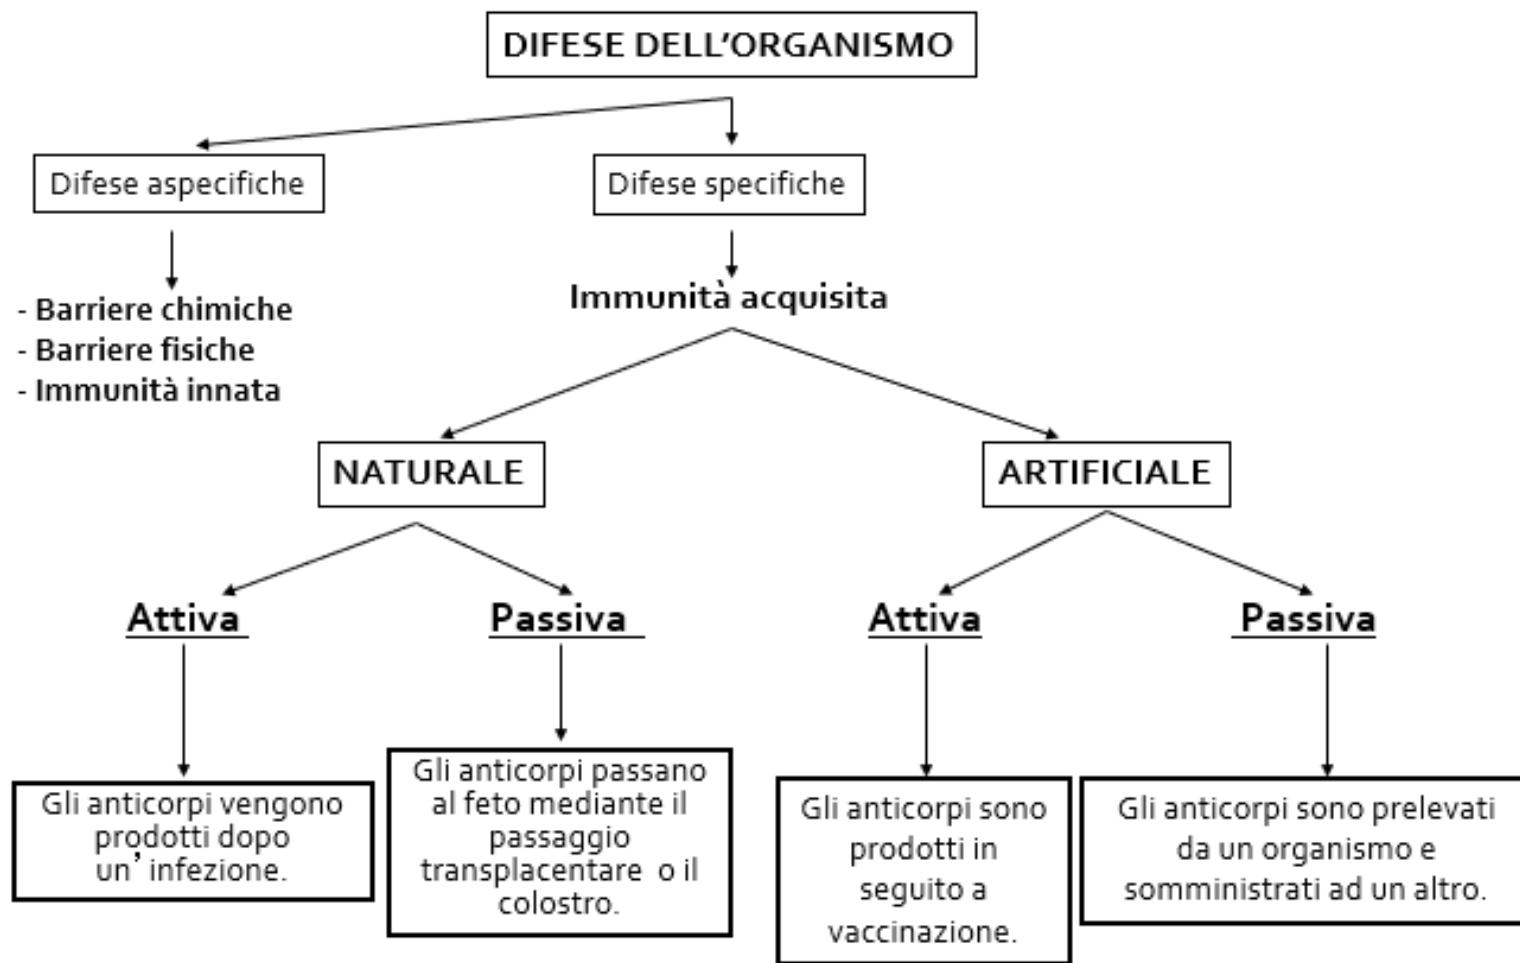 DIFESE DELL'ORGANISMO
Difese aspecifiche
Difese specifiche
- Barriere chimiche
- Barriere fisiche
- Immunità innata
Immunità acquisita
NATURALE
ARTIFICIALE
Attiva
Passiva
Attiva
Passiva
Gli anticorpi vengono
prodotti dopo
un' infezione.
Gli anticorpi passano
al feto mediante il
passaggio
transplacentare o il
colostro.
Gli anticorpi sono
prodotti in
seguito a
vaccinazione.
Gli anticorpi sono prelevati
da un organismo e
somministrati ad un altro.